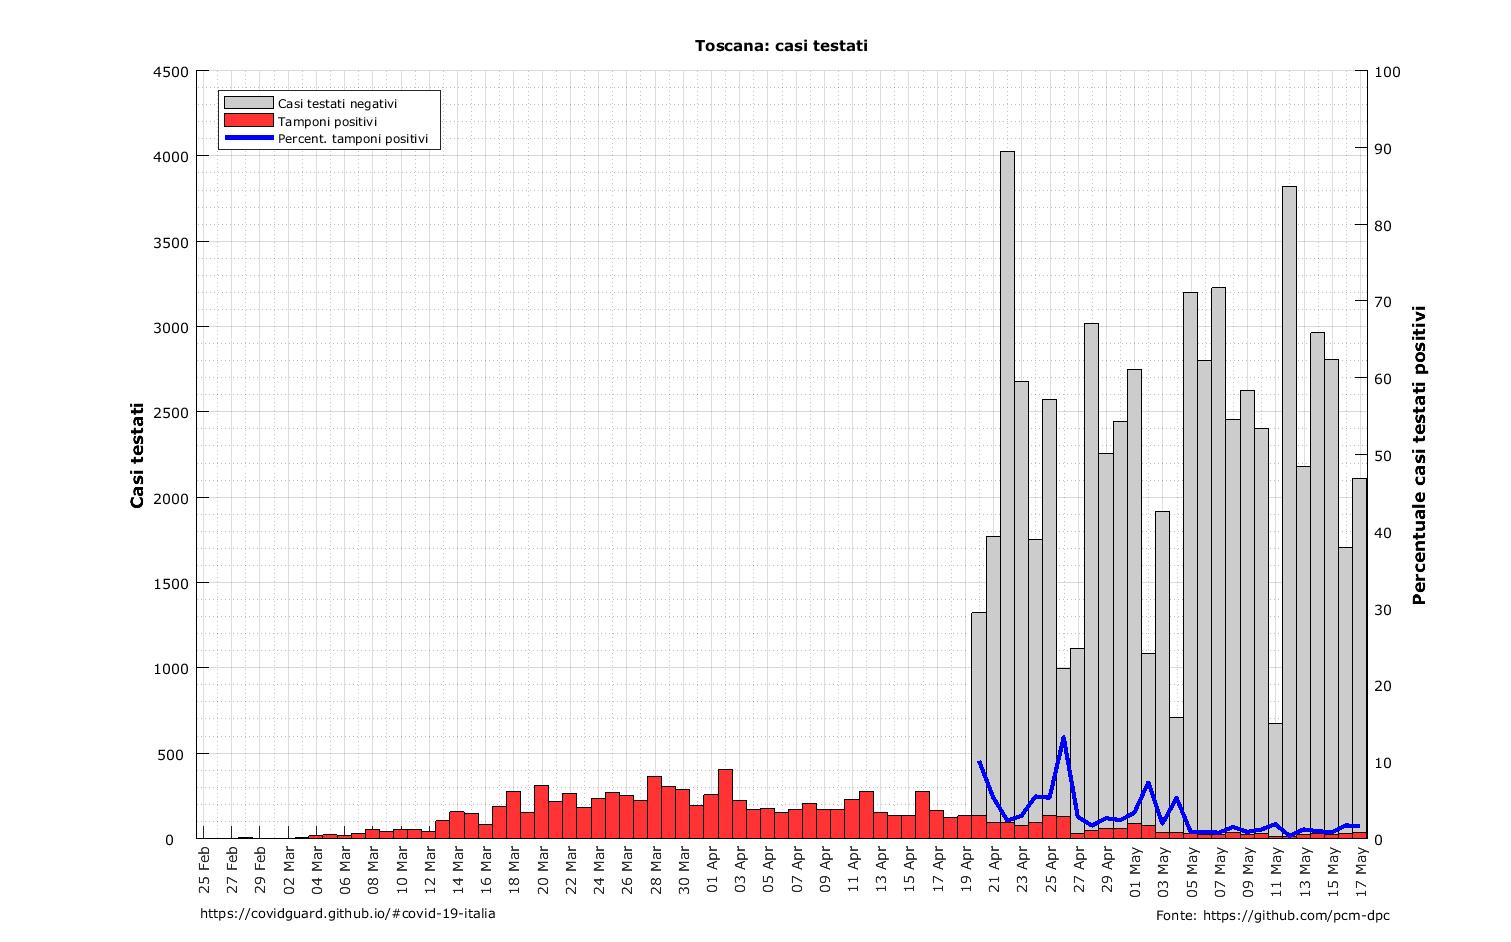 Toscana: casi testati
Casi testati negativi
Tamponi positivi
Percent. tamponi positivi
Casi testati
4500
4000
3500
3000
2500
2000
1500
1000
500
0
100
90
80
70
60
50
40
30
20
10
0
Percentuale casi testati positivi
25 Feb
27 Feb
29 Feb
02 Mar
04 Mar
06 Mar
08 Mar
10 Mar
12 Mar
14 Mar
16 Mar
18 Mar
20 Mar
22 Mar
24 Mar
26 Mar
28 Mar
30 Mar
01 Apr
03 Apr
05 Apr
07 Apr
09 Apr
11 Apr
13 Apr
15 Apr
17 Apr
19 Apr
21 Apr
23 Apr
25 Apr
27 Apr
29 Apr
01 May
03 May
05 May
07 May
09 May
11 May
13 May
15 May
17 May
https://covidguard.github.io/#covid-19-italia
Fonte: https://github.com/pcm-dpc